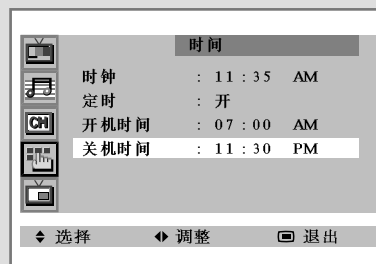 时间
时钟 : 11 : 35 AM
定时 : 开
CH 开机时间 : 07 : 00 AM
关机时间 : 11 : 30 PM
选择 调整 退出